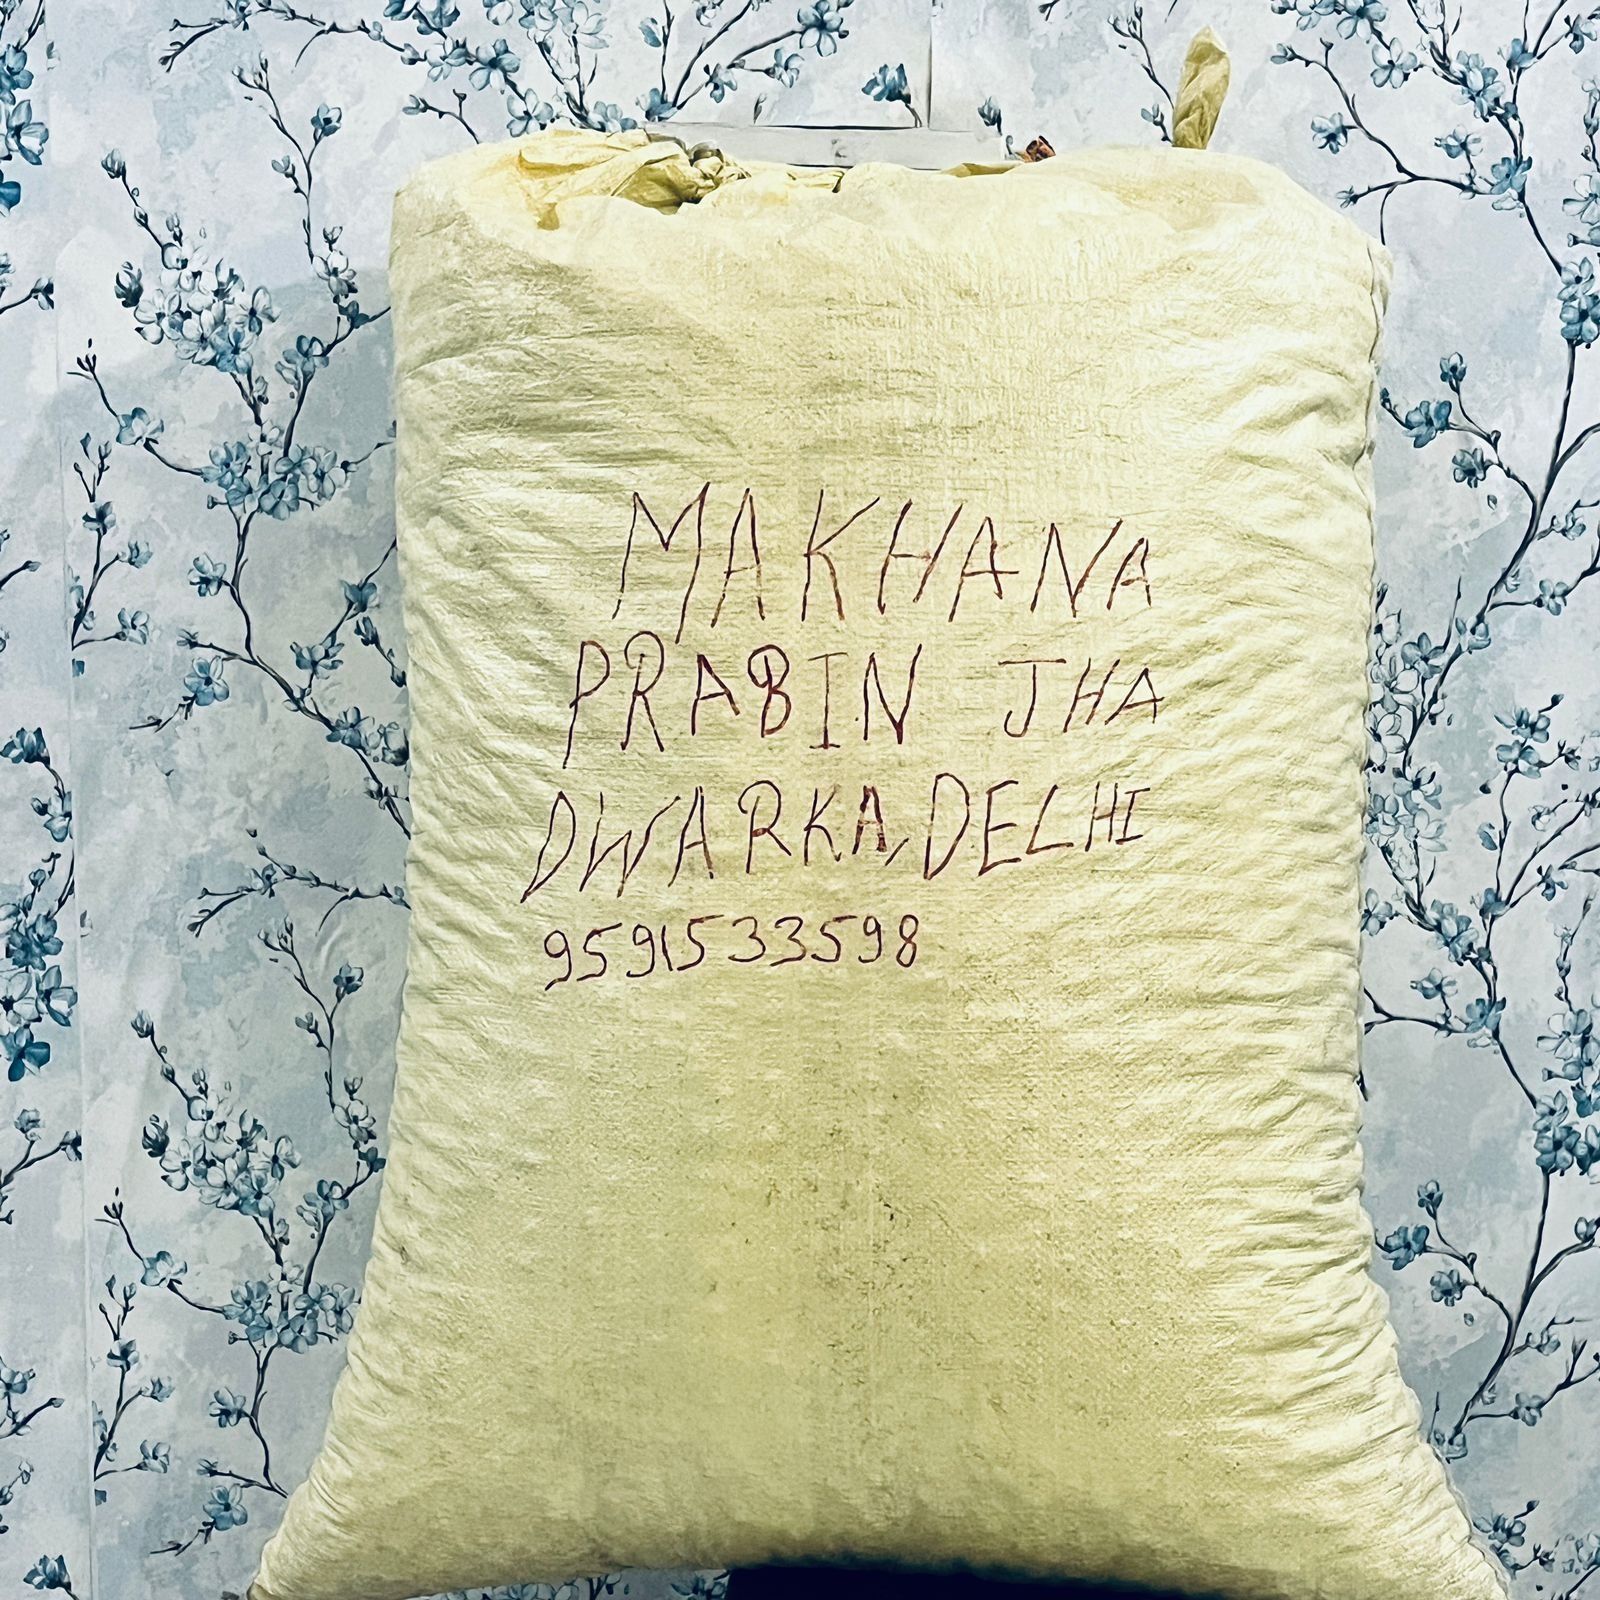 MAKHANA
PRABIN JHA
DWARKA, DELHI
9591533598